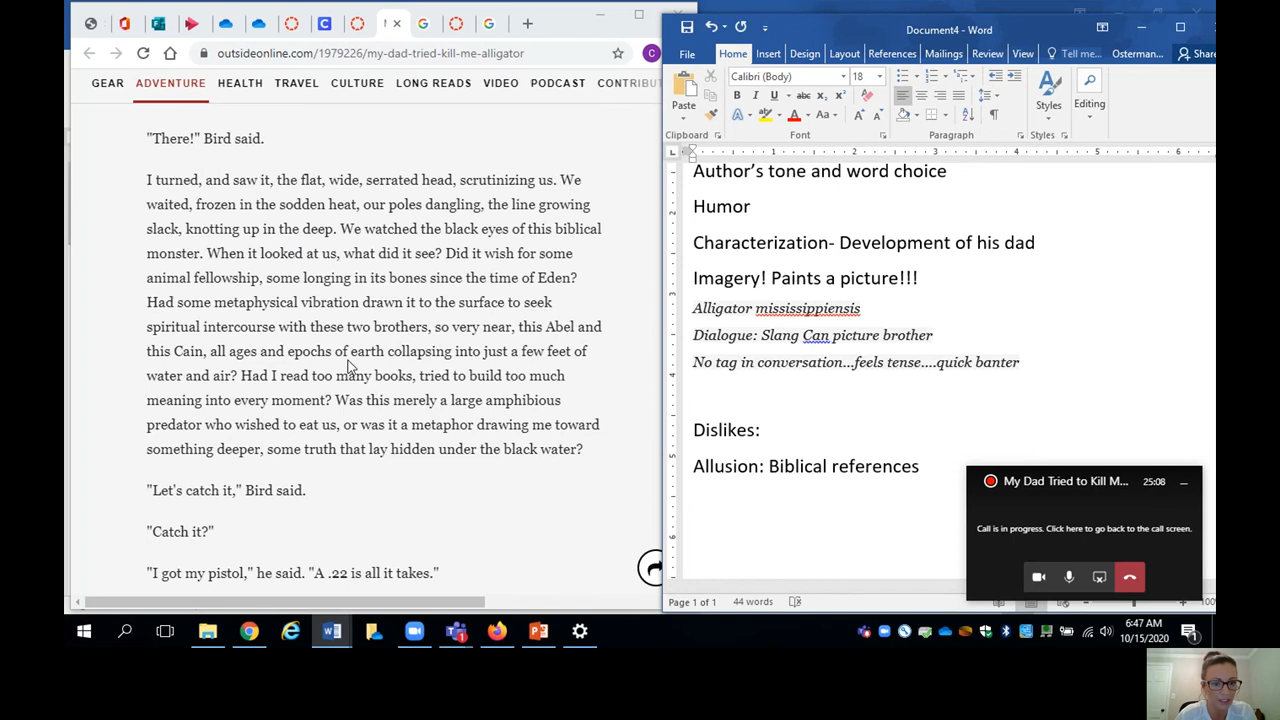 outsideonline.com/1979226/my-dad-tried-kill-me-alligator
GEAR ADVENTURE HEALTH TRAVEL CULTURE LONG READS VIDEO PODCAST
"There!" Bird said.
I turned, and saw it, the flat, wide, serrated head, scrutinizing us. We
waited, frozen in the sodden heat, our poles dangling, the line growing
slack, knotting up in the deep. We watched the black eyes of this biblical
monster. When it looked at us, what did it see? Did it wish for some
animal fellowship, some longing in its bones since the time of Eden?
Had some metaphysical vibration drawn it to the surface to seek
spiritual intercourse with these two brothers, so very near, this Abel and
this Cain, all ages and epochs of earth collapsing into just a few feet of
water and air? Had I read too many books, tried to build too much
meaning into every moment? Was this merely a large amphibious
predator who wished to eat us, or was it a metaphor drawing me toward
something deeper, some truth that lay hidden under the black water?
"Let's catch it," Bird said.
"Catch it?"
"I got my pistol," he said. "A .22 is all it takes."
Document4 - Word
File Home Insert Design Layout References Mailings Review View Tell me... Osterman... Share
Calibri (Body) 18
Paste
Styles
Editing
Clipboard Font Paragraph Styles
1 2 3 4 5 6
Author's tone and word choice
Humor
Characterization- Development of his dad
Imagery! Paints a picture!!!
Alligator mississippiensis
Dialogue: Slang Can picture brother
No tag in conversation...feels tense....quick banter
Dislikes:
Allusion: Biblical references
My Dad Tried to Kill M... 25:08
Call is in progress. Click here to go back to the call screen.
Page 1 of 1 44 words
6:47 AM
10/15/2020